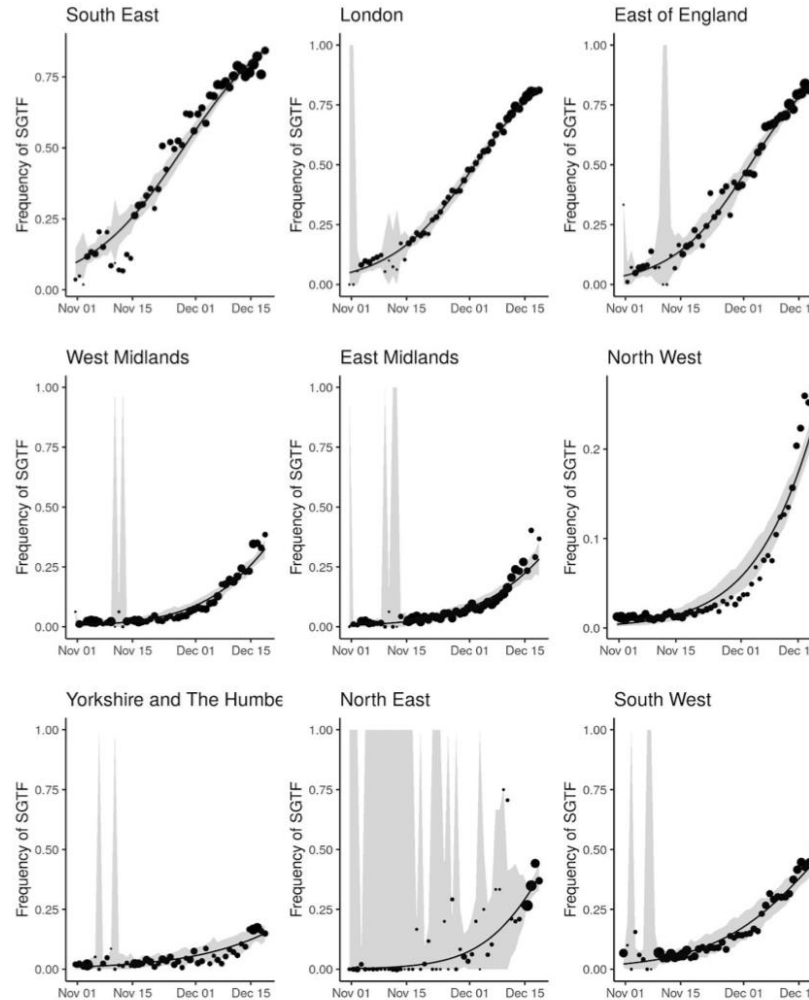 South East
Frequency of SGTF
0.75
0.50
0.25
0.00
Nov 01 Nov 15 Dec 01 Dec 15
London
Frequency of SGTF
1.00
0.75
0.50
0.25
0.00
Nov 01 Nov 15 Dec 01 Dec 15
East of England
Frequency of SGTF
1.00
0.75
0.50
0.25
0.00
Nov 01 Nov 15 Dec 01 Dec 1
West Midlands
Frequency of SGTF
1.00
0.75
0.50
0.25
0.00
Nov 01 Nov 15 Dec 01 Dec 15
East Midlands
Frequency of SGTF
1.00
0.75
0.50
0.25
0.00
Nov 01 Nov 15 Dec 01 Dec 15
North West
Frequency of SGTF
0.2
0.1
0.0
Nov 01 Nov 15 Dec 01 Dec 1
Yorkshire and The Humbe
Frequency of SGTF
1.00
0.75
0.50
0.25
0.00
Nov 01 Nov 15 Dec 01 Dec 15
North East
Frequency of SGTF
1.00
0.75
0.50
0.25
0.00
Nov 01 Nov 15 Dec 01 Dec 15
South West
Frequency of SGTF
1.00
0.75
0.50
0.25
0.00
Nov 01 Nov 15 Dec 01 Dec 1